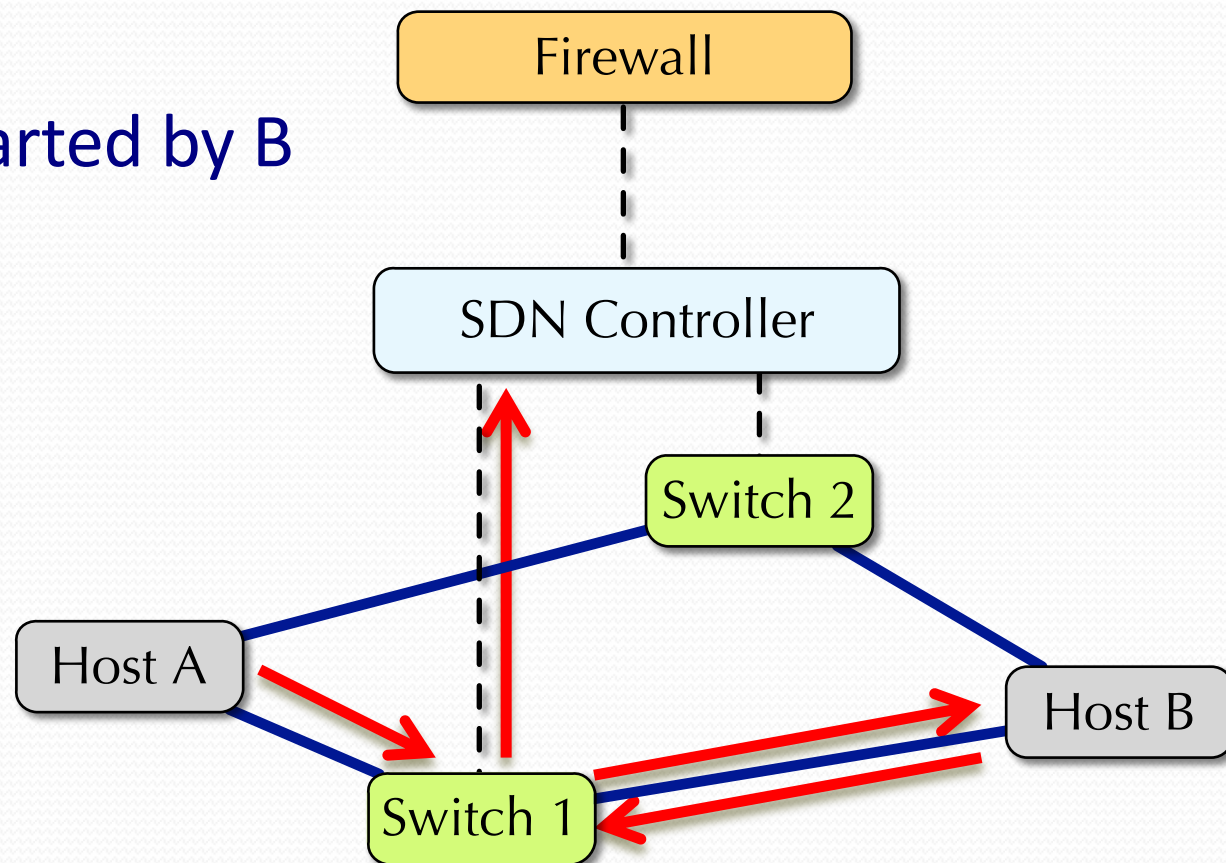 Firewall
arted by B
SDN Controller
Switch 2
Host A
Host B
Switch 1